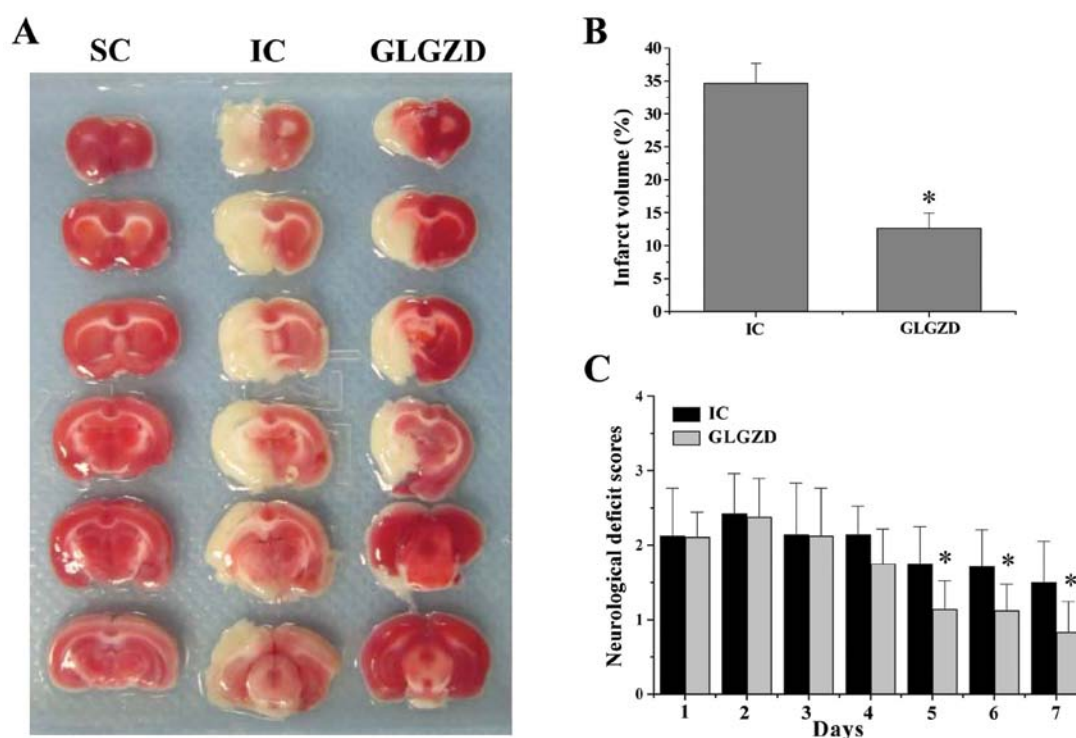 A
SC IC GLGZD
B
Infarct volume (%)
40
35
30
25
20
15
10
5
0
*
IC GLGZD
C
Neurological deficit scores
4
3
2
1
0
IC
GLGZD
* * *
1 2 3 4 5 6 7
Days